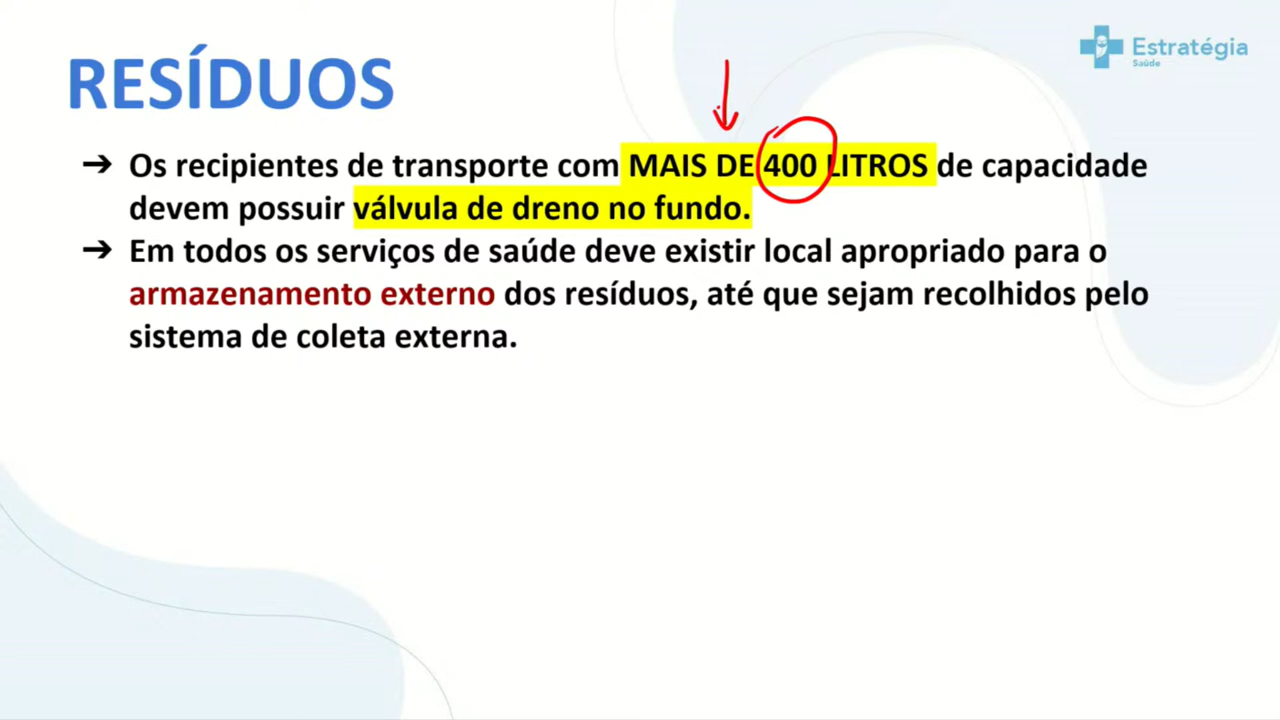 RESÍDUOS
Estratégia
Saúde
➔ Os recipientes de transporte com MAIS DE 400 LITROS de capacidade
devem possuir válvula de dreno no fundo.
➔ Em todos os serviços de saúde deve existir local apropriado para o
armazenamento externo dos resíduos, até que sejam recolhidos pelo
sistema de coleta externa.